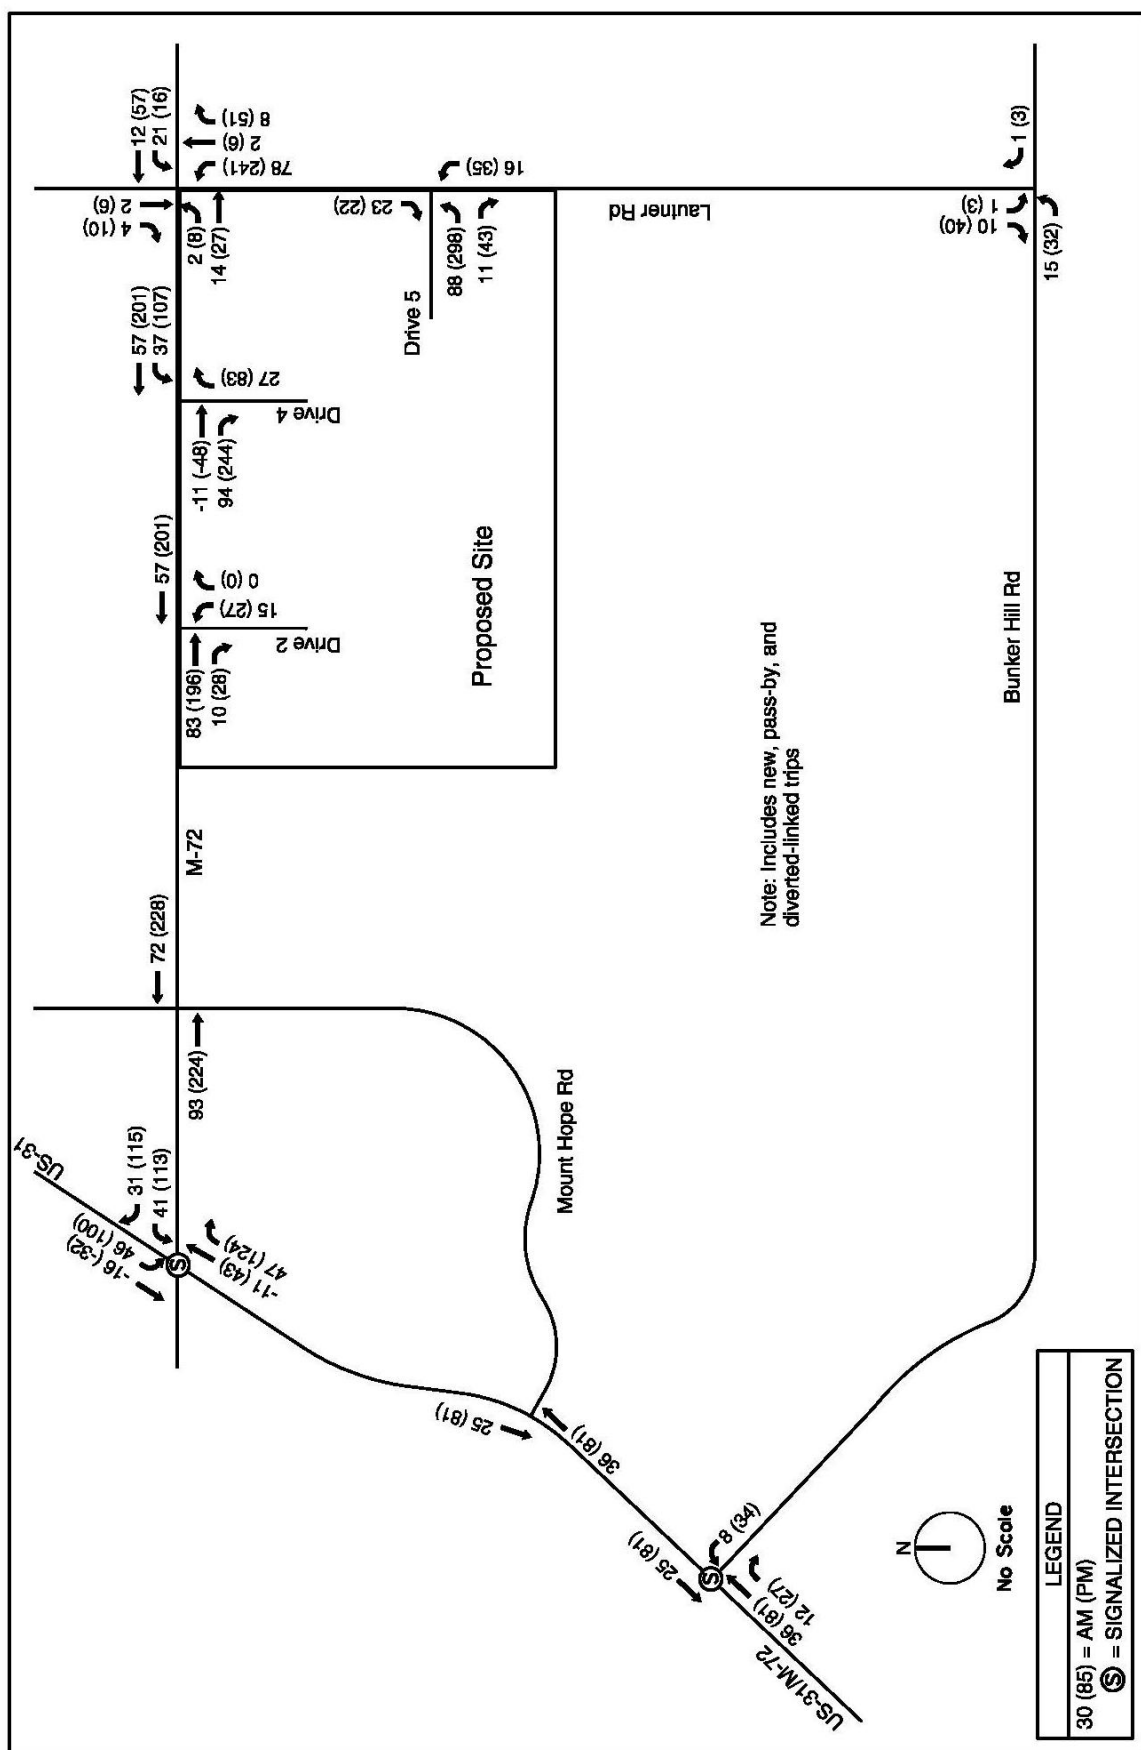 US-31
-16 (-32)
46 (100)
31 (115)
41 (113)
-11 (43)
47 (124)
93 (224)
72 (228)
M-72
83 (196)
10 (28)
57 (201)
15 (27)
0 (0)
Drive 2
-11 (-48)
94 (244)
57 (201)
37 (107)
27 (83)
Drive 4
4 (10)
2 (6)
2 (8)
14 (27)
12 (57)
21 (16)
78 (241)
2 (6)
8 (51)
23 (22)
Drive 5
88 (298)
11 (43)
16 (35)
Proposed Site
Lautner Rd
Mount Hope Rd
25 (81)
36 (81)
25 (81)
8 (34)
36 (81)
12 (27)
US-31/M-72
Note: Includes new, pass-by, and
diverted-linked trips
Bunker Hill Rd
10 (40)
1 (3)
15 (32)
1 (3)
N
No Scale
LEGEND
30 (85) = AM (PM)
S = SIGNALIZED INTERSECTION
S
S